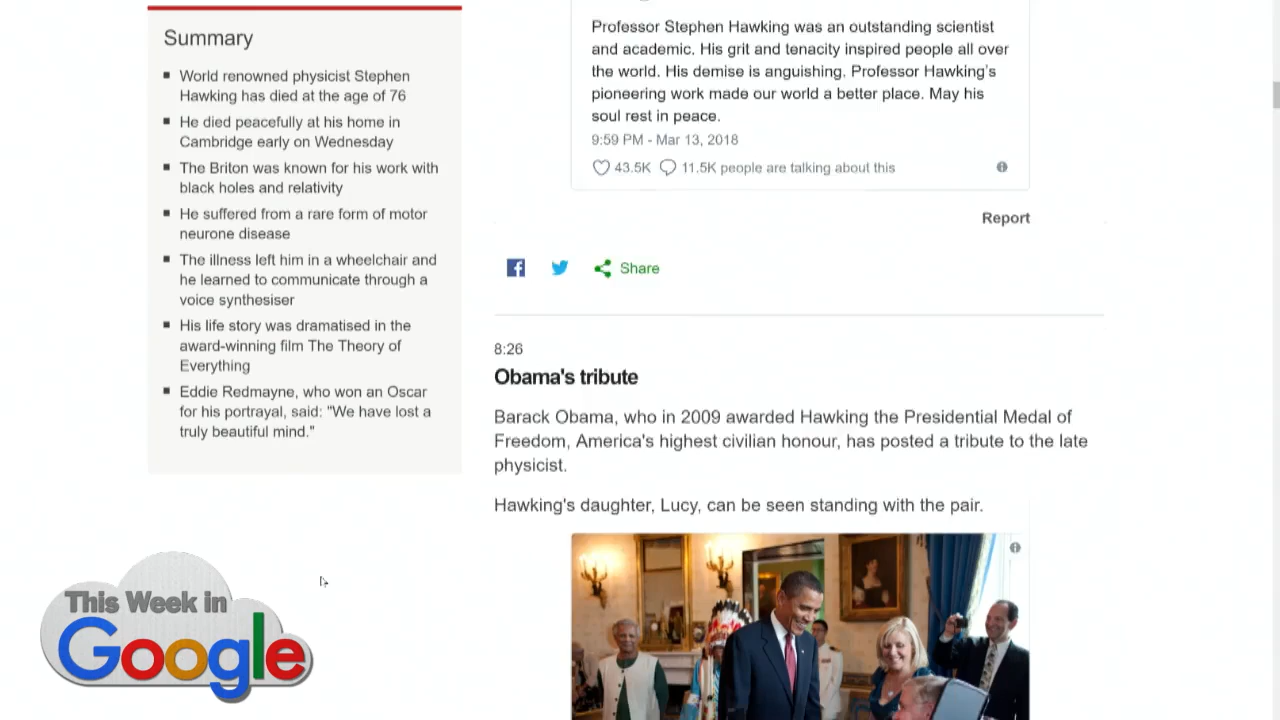 Summary
World renowned physicist Stephen
Hawking has died at the age of 76
He died peacefully at his home in
Cambridge early on Wednesday
The Briton was known for his work with
black holes and relativity
He suffered from a rare form of motor
neurone disease
The illness left him in a wheelchair and
he learned to communicate through a
voice synthesiser
His life story was dramatised in the
award-winning film The Theory of
Everything
Eddie Redmayne, who won an Oscar
for his portrayal, said: "We have lost a
truly beautiful mind."
Professor Stephen Hawking was an outstanding scientist
and academic. His grit and tenacity inspired people all over
the world. His demise is anguishing. Professor Hawking's
pioneering work made our world a better place. May his
soul rest in peace.
9:59 PM - Mar 13, 2018
43.5K 11.5K people are talking about this
Report
Share
8:26
Obama's tribute
Barack Obama, who in 2009 awarded Hawking the Presidential Medal of
Freedom, America's highest civilian honour, has posted a tribute to the late
physicist.
Hawking's daughter, Lucy, can be seen standing with the pair.
This Week in
Google